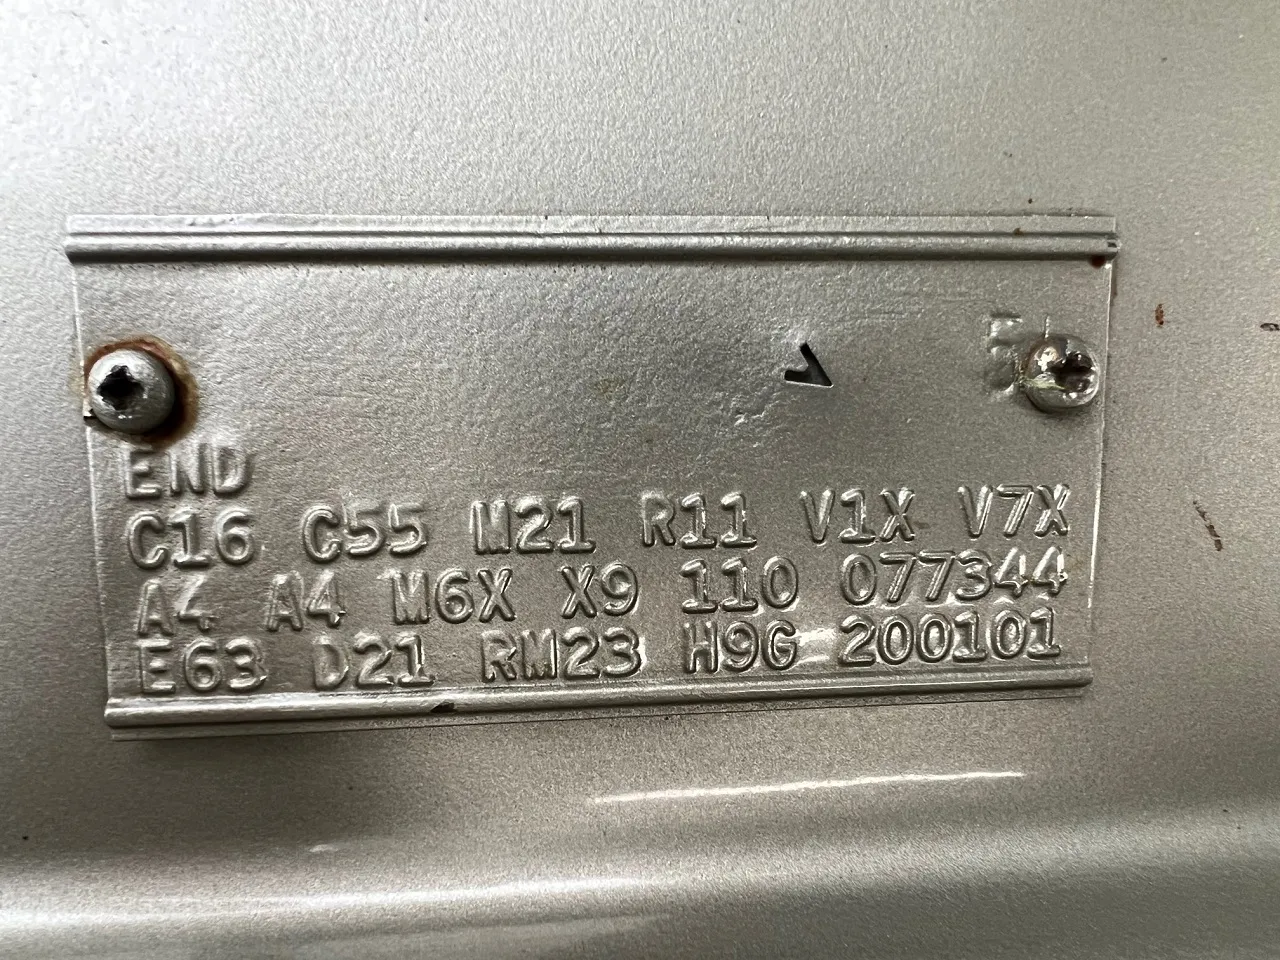 END
C16 C55 M21 R11 V1X V7X
A4 A4 M6X X9 110 077344
E63 D21 RM23 H9G 200101